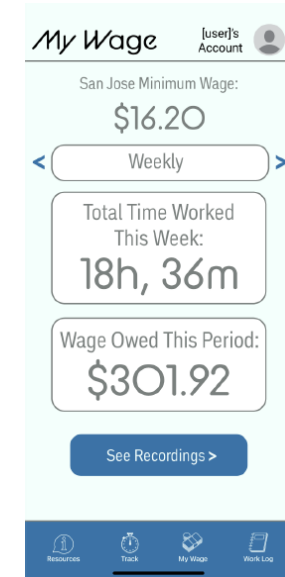 My Wage
[user]'s
Account
San Jose Minimum Wage:
$16.20
< Weekly >
Total Time Worked
This Week:
18h, 36m
Wage Owed This Period:
$301.92
See Recordings >
Resources Track My Wage Work Log